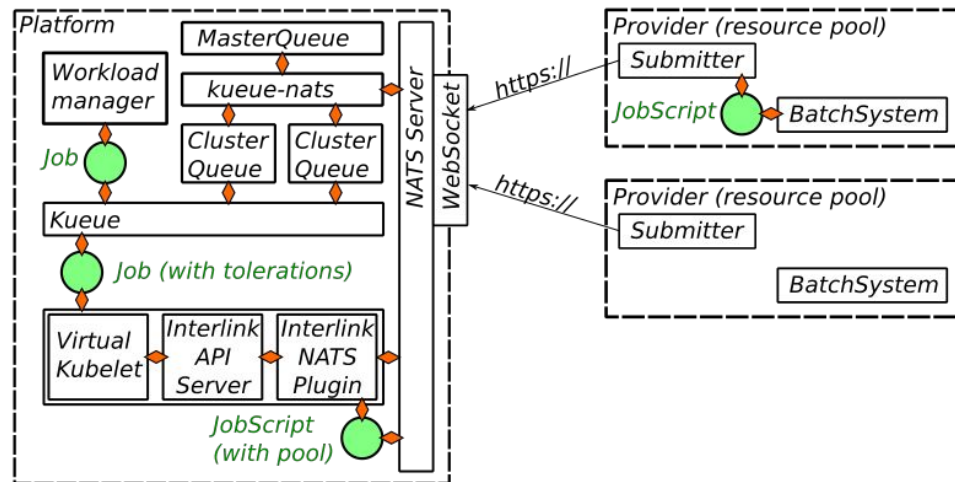 Platform
MasterQueue
Workload
manager
kueue-nats
Job
Cluster
Queue
Cluster
Queue
Kueue
Job (with tolerations)
Virtual
Kubelet
Interlink
API
Server
Interlink
NATS
Plugin
JobScript
(with pool)
NATS Server
WebSocket
https://
https://
Provider (resource pool)
Submitter
JobScript
BatchSystem
Provider (resource pool)
Submitter
BatchSystem